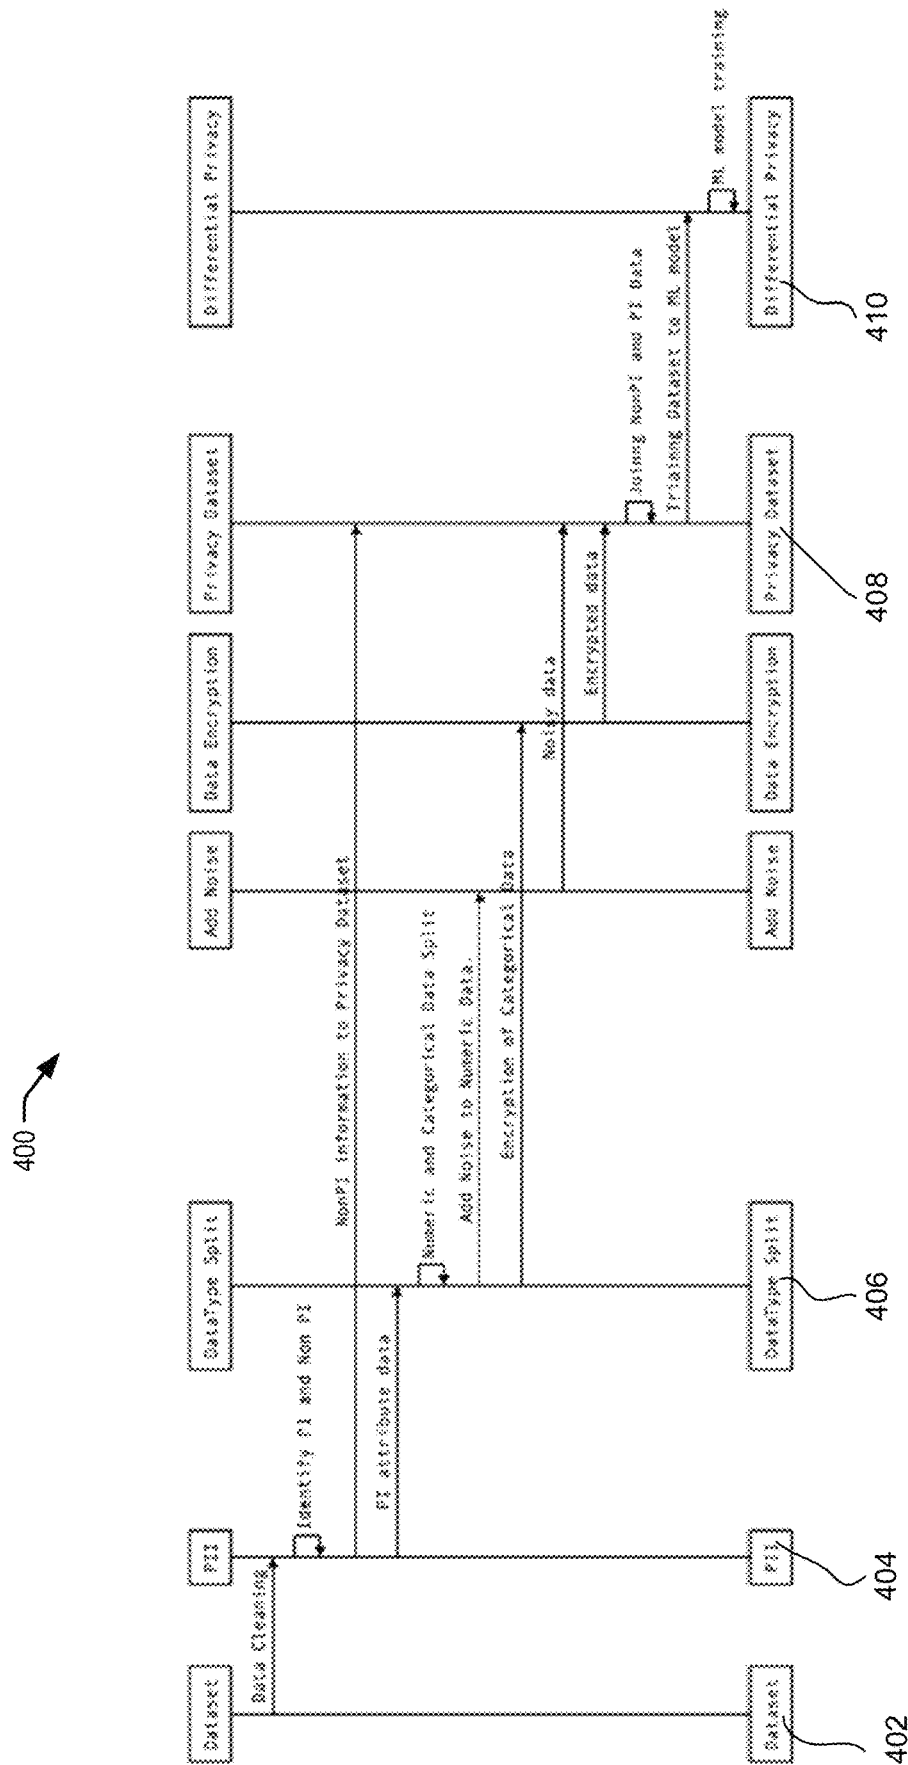 400
Dataset
PII
DataType Split
Add Noise
Data Encryption
Privacy Dataset
Differential Privacy
Data Cleaning
Identify PI and Non PI
NonPI information to Privacy Dataset
PI attribute data
Numeric and Categorical Data Split
Add Noise to Numeric Data.
Encryption of Categorical Data
Noisy data
Encrypted data
Joinng NonPI and PI Data
Dataset to ML model
ML model training
Dataset
PII
DataType Split
Add Noise
Data Encryption
Privacy Dataset
Differential Privacy
402
404
406
408
410